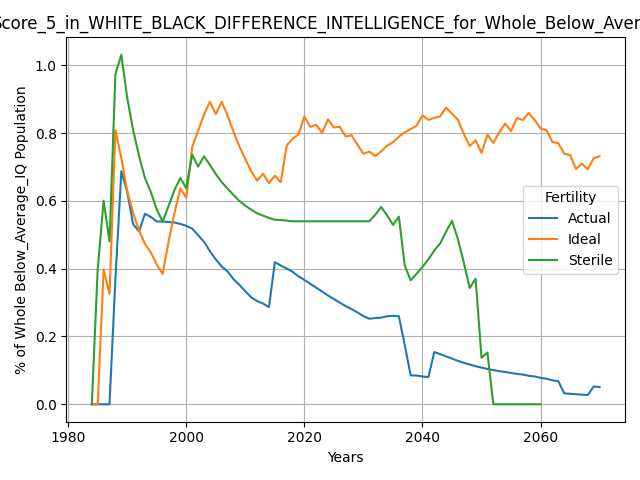 Score_5_in_WHITE_BLACK_DIFFERENCE_INTELLIGENCE_for_Whole_Below_Aver
% of Whole Below_Average_IQ Population
1.0
0.8
0.6
0.4
0.2
0.0
Fertility
Actual
Ideal
Sterile
1980
2000
2020
2040
2060
Years